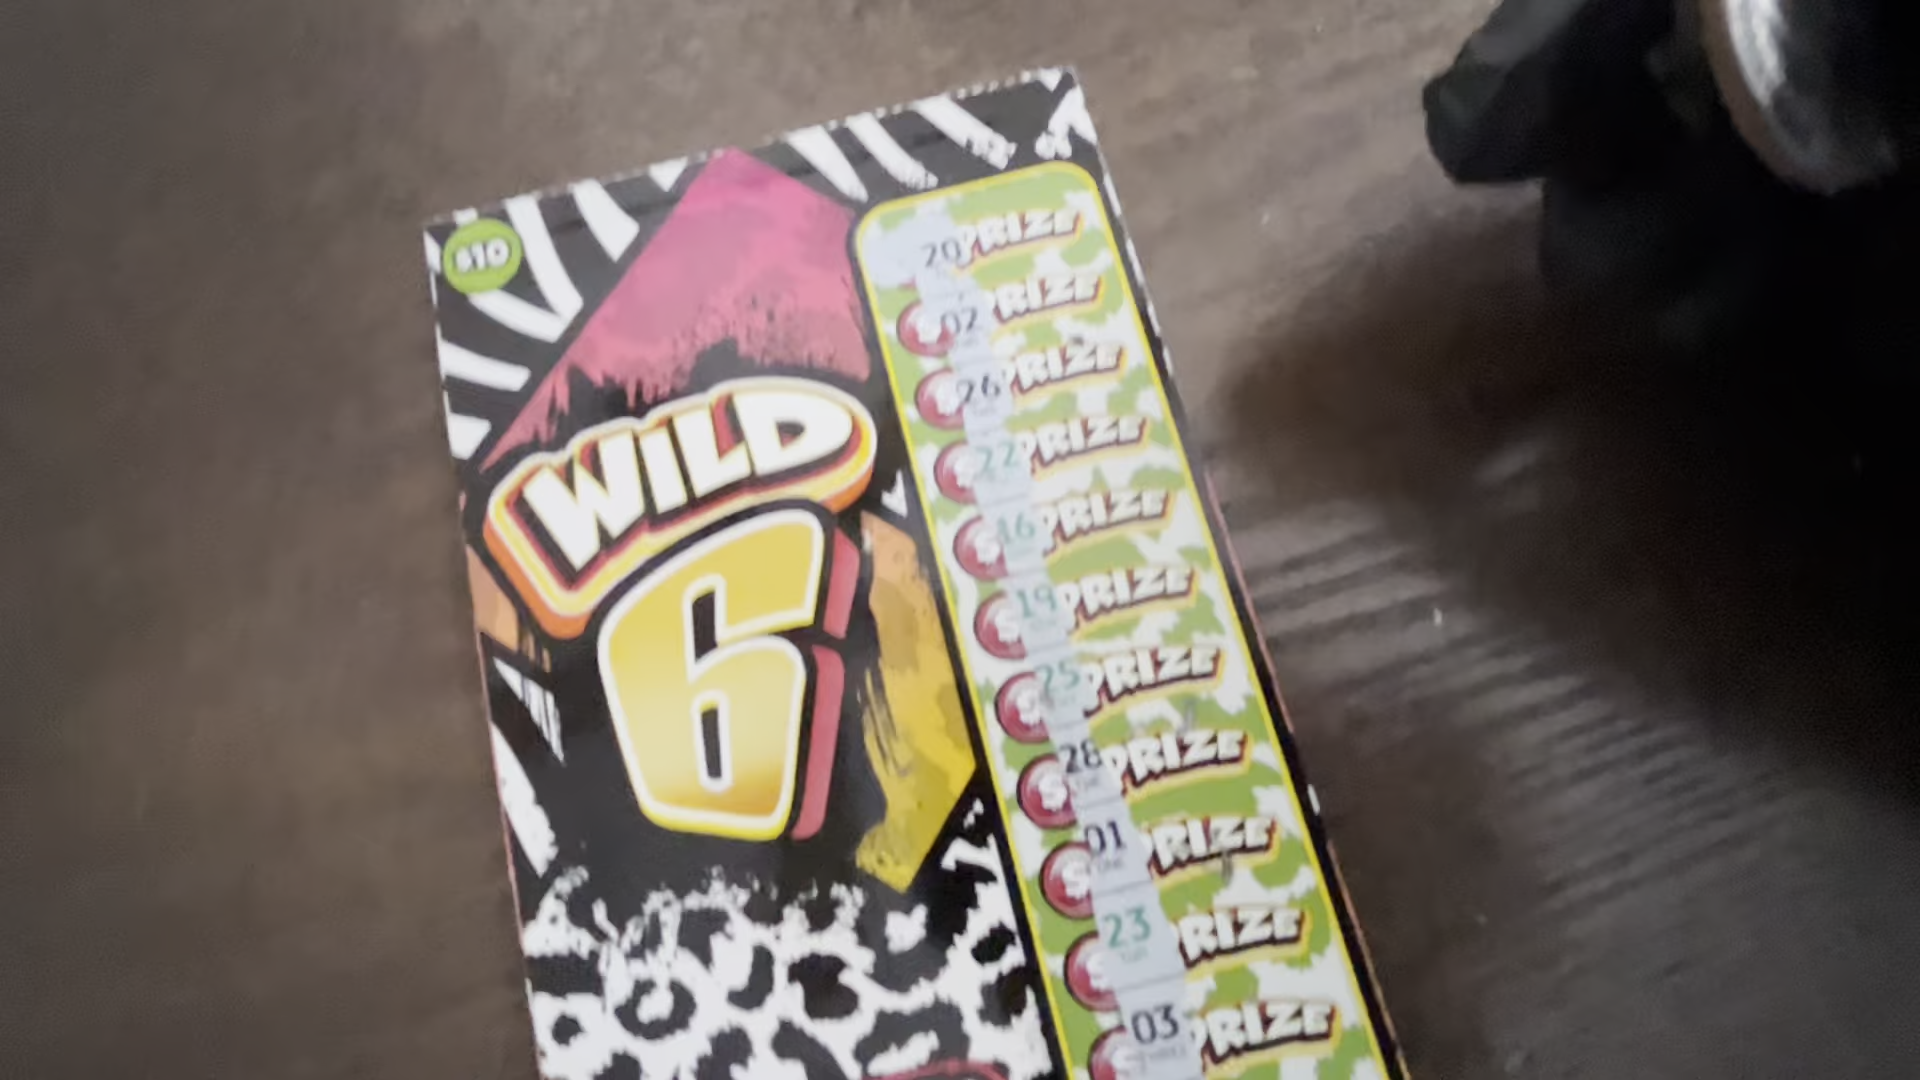 $10
WILD
6
20 PRIZE
$ 02 PRIZE
$ 26 PRIZE
$ 22 PRIZE
$ 16 PRIZE
$ 19 PRIZE
$ 25 PRIZE
$ 28 PRIZE
$ 01 PRIZE
$ 23 PRIZE
$ 03 PRIZE